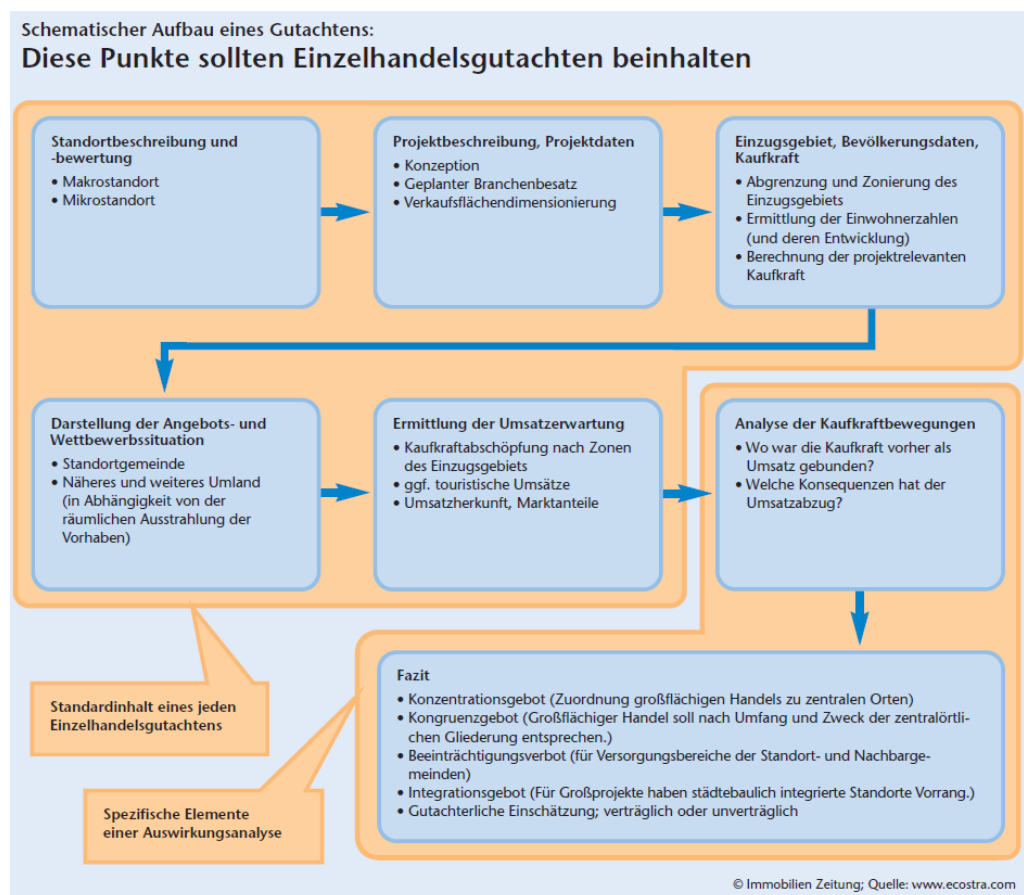 Schematischer Aufbau eines Gutachtens:
Diese Punkte sollten Einzelhandelsgutachten beinhalten
Standortbeschreibung und
-bewertung
• Makrostandort
• Mikrostandort
Projektbeschreibung, Projektdaten
• Konzeption
• Geplanter Branchenbesatz
• Verkaufsflächendimensionierung
Einzugsgebiet, Bevölkerungsdaten,
Kaufkraft
• Abgrenzung und Zonierung des
Einzugsgebiets
• Ermittlung der Einwohnerzahlen
(und deren Entwicklung)
• Berechnung der projektrelevanten
Kaufkraft
Darstellung der Angebots- und
Wettbewerbssituation
• Standortgemeinde
• Näheres und weiteres Umland
(in Abhängigkeit von der
räumlichen Ausstrahlung der
Vorhaben)
Ermittlung der Umsatzerwartung
• Kaufkraftabschöpfung nach Zonen
des Einzugsgebiets
• ggf. touristische Umsätze
• Umsatzherkunft, Marktanteile
Analyse der Kaufkraftbewegungen
• Wo war die Kaufkraft vorher als
Umsatz gebunden?
• Welche Konsequenzen hat der
Umsatzabzug?
Standardinhalt eines jeden
Einzelhandelsgutachtens
Fazit
• Konzentrationsgebot (Zuordnung großflächigen Handels zu zentralen Orten)
• Kongruenzgebot (Großflächiger Handel soll nach Umfang und Zweck der zentralörtli-
chen Gliederung entsprechen.)
• Beeinträchtigungsverbot (für Versorgungsbereiche der Standort- und Nachbarge-
meinden)
• Integrationsgebot (Für Großprojekte haben städtebaulich integrierte Standorte Vorrang.)
• Gutachterliche Einschätzung; verträglich oder unverträglich
Spezifische Elemente
einer Auswirkungsanalyse
© Immobilien Zeitung; Quelle: www.ecostra.com